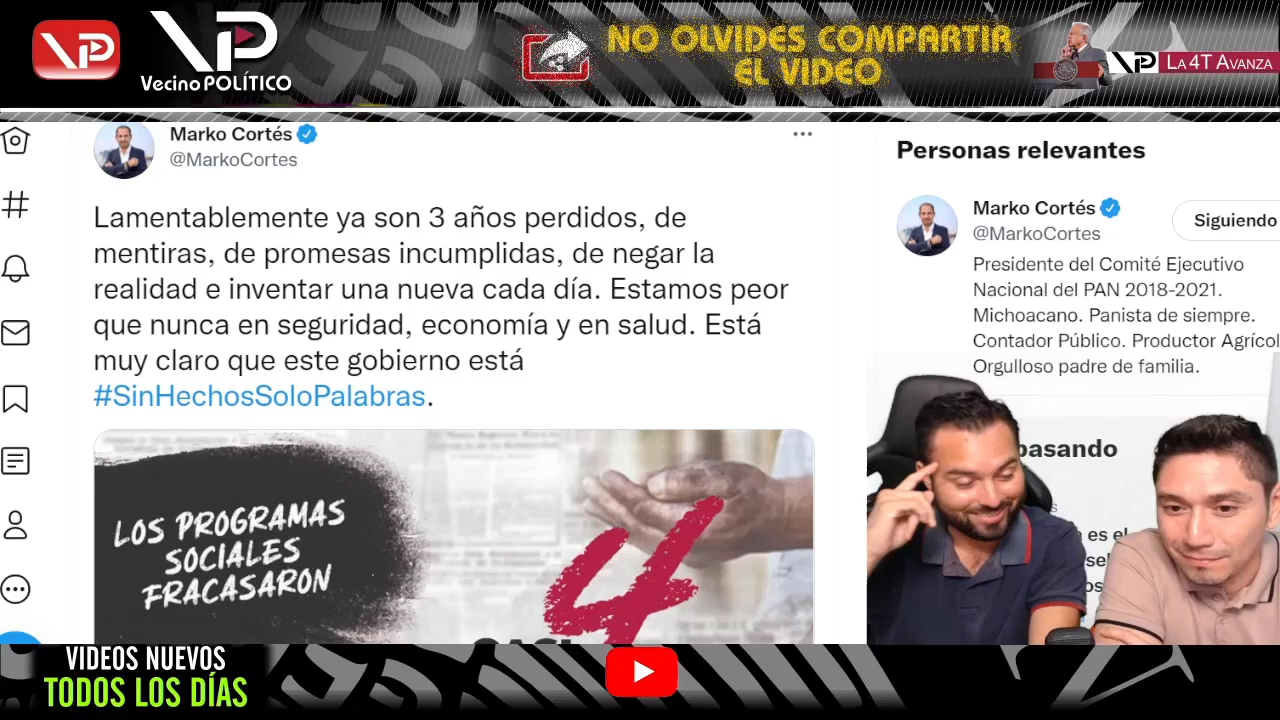 VP
VP
Vecino POLÍTICO
NO OLVIDES COMPARTIR
EL VIDEO
VP LA 4T AVANZA
Marko Cortés
@MarkoCortes
Lamentablemente ya son 3 años perdidos, de
mentiras, de promesas incumplidas, de negar la
realidad e inventar una nueva cada día. Estamos peor
que nunca en seguridad, economía y en salud. Está
muy claro que este gobierno está
#SinHechosSoloPalabras.
LOS PROGRAMAS
SOCIALES
FRACASARON
4
Personas relevantes
Marko Cortés
@MarkoCortes
Siguiendo
Presidente del Comité Ejecutivo
Nacional del PAN 2018-2021.
Michoacano. Panista de siempre.
Contador Público. Productor Agrícol
Orgulloso padre de familia.
pasando
es el
VIDEOS NUEVOS
TODOS LOS DÍAS